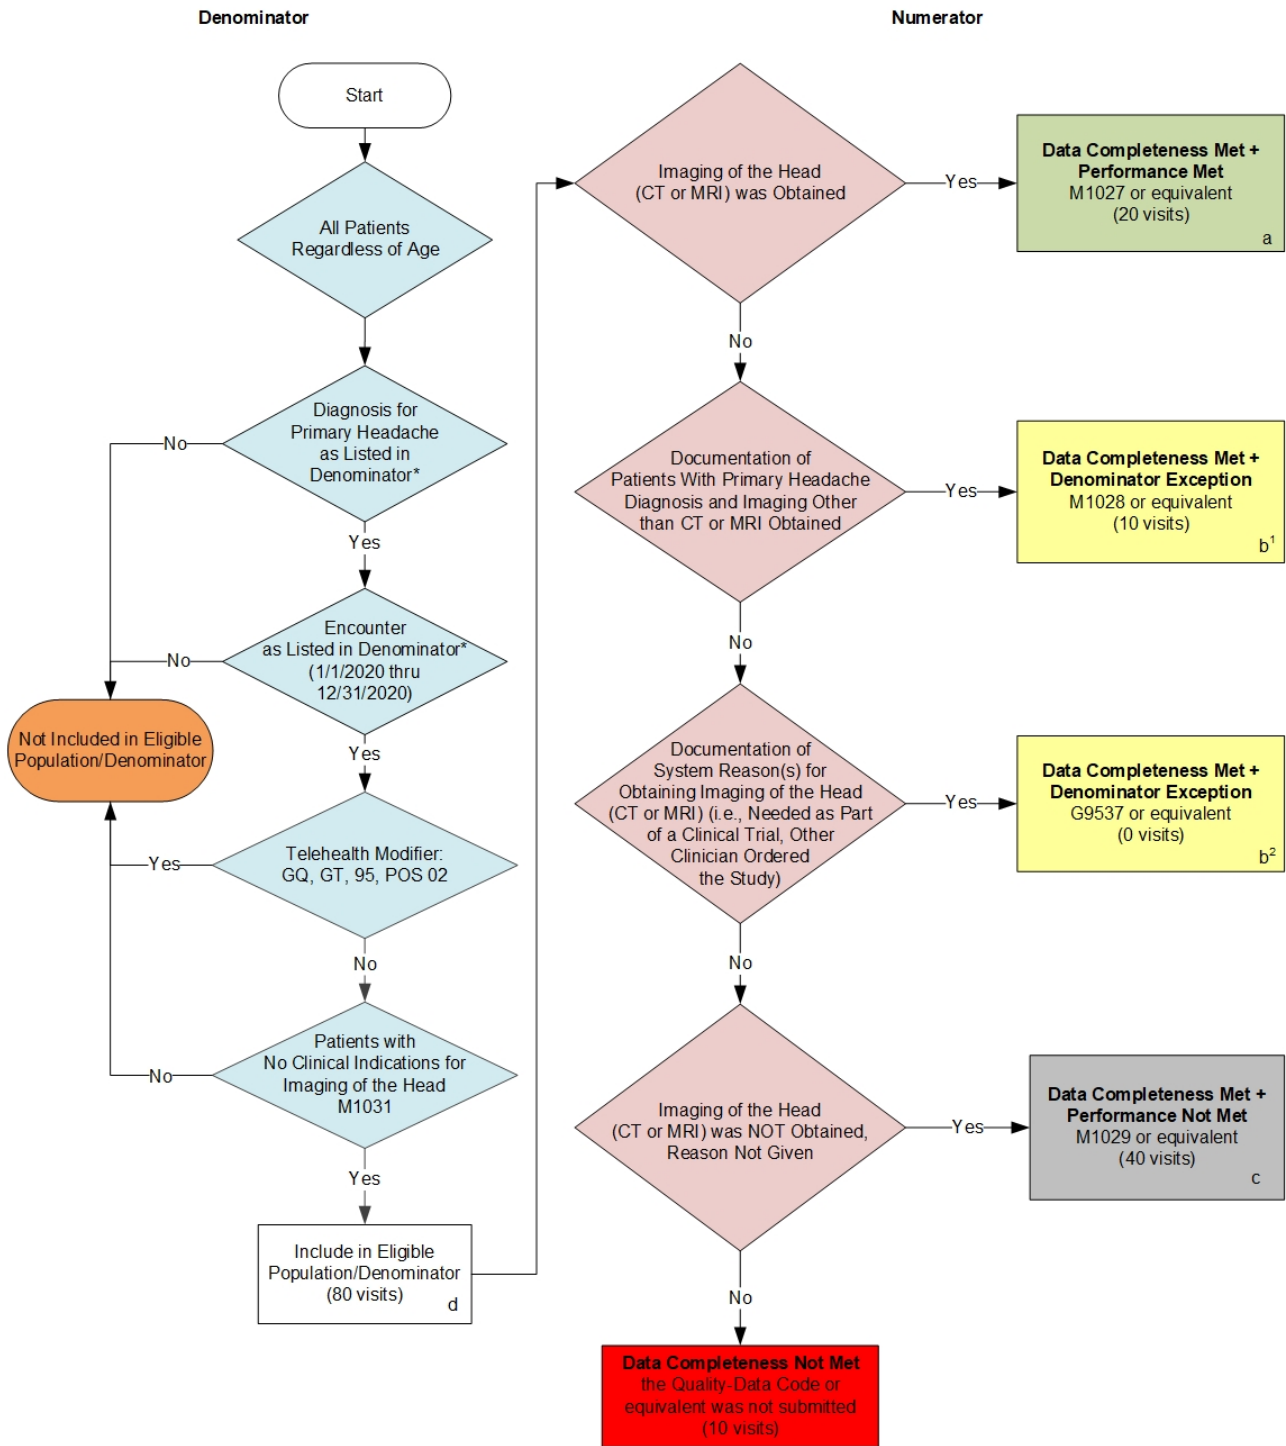 Denominator
Start
All Patients
Regardless of Age
Diagnosis for
Primary Headache
as Listed in
Denominator*
No
Yes
Encounter
as Listed in Denominator*
(1/1/2020 thru
12/31/2020)
No
Not Included in Eligible
Population/Denominator
Yes
Telehealth Modifier:
GQ, GT, 95, POS 02
Yes
No
Patients with
No Clinical Indications for
Imaging of the Head
M1031
No
Yes
Include in Eligible
Population/Denominator
(80 visits)
d
Numerator
Imaging of the Head
(CT or MRI) was Obtained
Yes
Data Completeness Met +
Performance Met
M1027 or equivalent
(20 visits)
a
No
Documentation of
Patients With Primary Headache
Diagnosis and Imaging Other
than CT or MRI Obtained
Yes
Data Completeness Met +
Denominator Exception
M1028 or equivalent
(10 visits)
b¹
No
Documentation of
System Reason(s) for
Obtaining Imaging of the Head
(CT or MRI) (i.e., Needed as Part
of a Clinical Trial, Other
Clinician Ordered
the Study)
Yes
Data Completeness Met +
Denominator Exception
G9537 or equivalent
(0 visits)
b²
No
Imaging of the Head
(CT or MRI) was NOT Obtained,
Reason Not Given
Yes
Data Completeness Met +
Performance Not Met
M1029 or equivalent
(40 visits)
c
No
Data Completeness Not Met
the Quality-Data Code or
equivalent was not submitted
(10 visits)